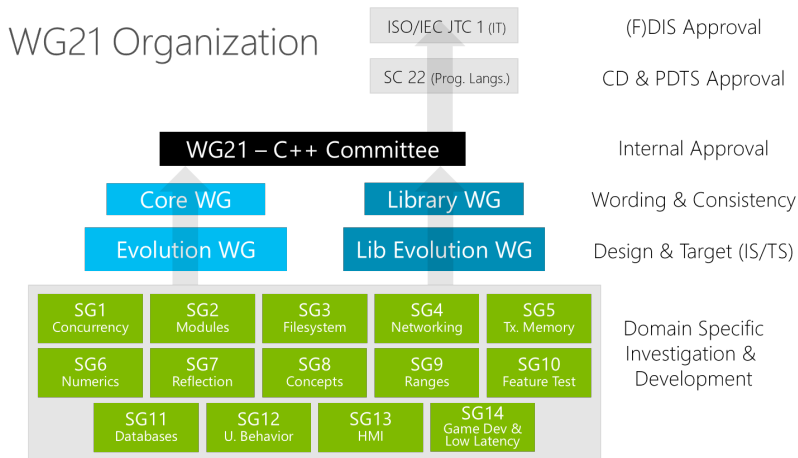 WG21 Organization
ISO/IEC JTC 1 (IT)
(F)DIS Approval
SC 22 (Prog. Langs.)
CD & PDTS Approval
WG21 – C++ Committee
Internal Approval
Core WG
Library WG
Wording & Consistency
Evolution WG
Lib Evolution WG
Design & Target (IS/TS)
SG1
Concurrency
SG2
Modules
SG3
Filesystem
SG4
Networking
SG5
Tx. Memory
SG6
Numerics
SG7
Reflection
SG8
Concepts
SG9
Ranges
SG10
Feature Test
SG11
Databases
SG12
U. Behavior
SG13
HMI
SG14
Game Dev &
Low Latency
Domain Specific
Investigation &
Development